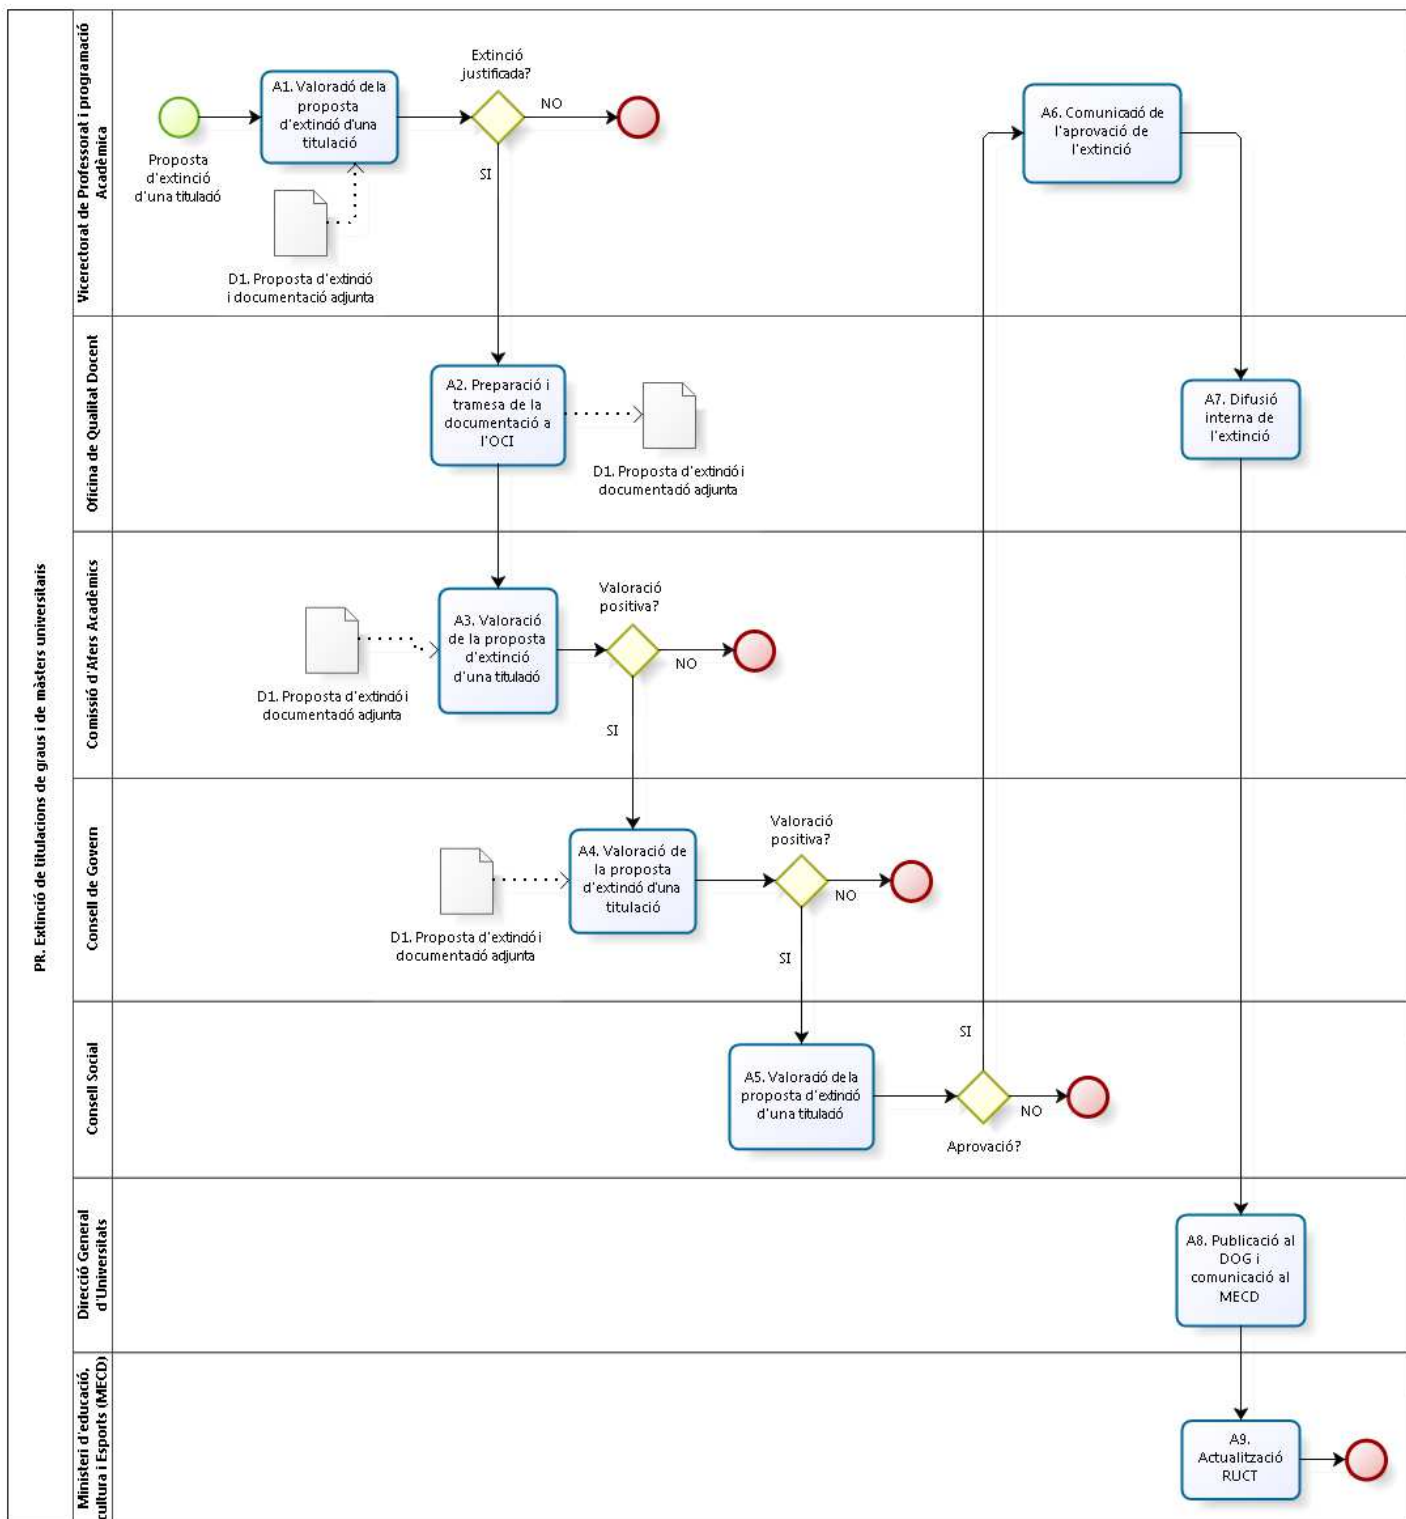 PR. Extinció de titulacions de graus i de màsters universitaris
Vicerectorat de Professorat i programació
Acadèmica
Proposta
d'extinció
d'una titulació
A1. Valoració de la
proposta
d'extinció d'una
titulació
D1. Proposta d'extinció
i documentació adjunta
Extinció
justificada?
NO
SI
A6. Comunicació de
l'aprovació de
l'extinció
Oficina de Qualitat Docent
A2. Preparació i
tramesa de la
documentació a
l'OCI
D1. Proposta d'extinció i
documentació adjunta
A7. Difusió
interna de
l'extinció
Comissió d'Afers Acadèmics
D1. Proposta d'extinció i
documentació adjunta
A3. Valoració
de la proposta
d'extinció
d'una titulació
Valoració
positiva?
NO
SI
Consell de Govern
D1. Proposta d'extinció i
documentació adjunta
A4. Valoració de
la proposta
d'extinció d'una
titulació
Valoració
positiva?
NO
SI
Consell Social
A5. Valoració de la
proposta d'extinció
d'una titulació
SI
NO
Aprovació?
Direcció General
d'Universitats
A8. Publicació al
DOG i
comunicació al
MECD
Ministeri d'educació,
cultura i Esports (MECD)
A9.
Actualització
RUCT